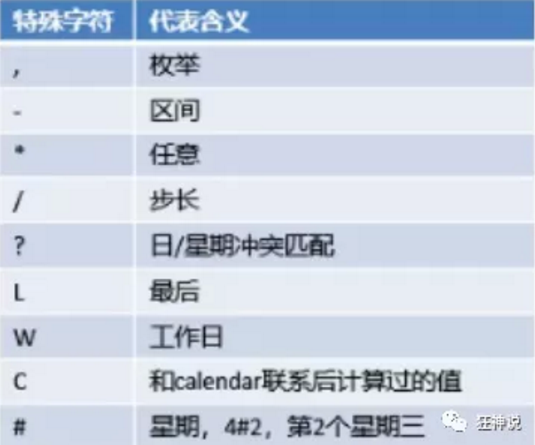 特殊字符 代表含义
, 枚举
- 区间
* 任意
/ 步长
? 日/星期冲突匹配
L 最后
W 工作日
C 和calendar联系后计算过的值
# 星期，4#2，第2个星期三
狂神说